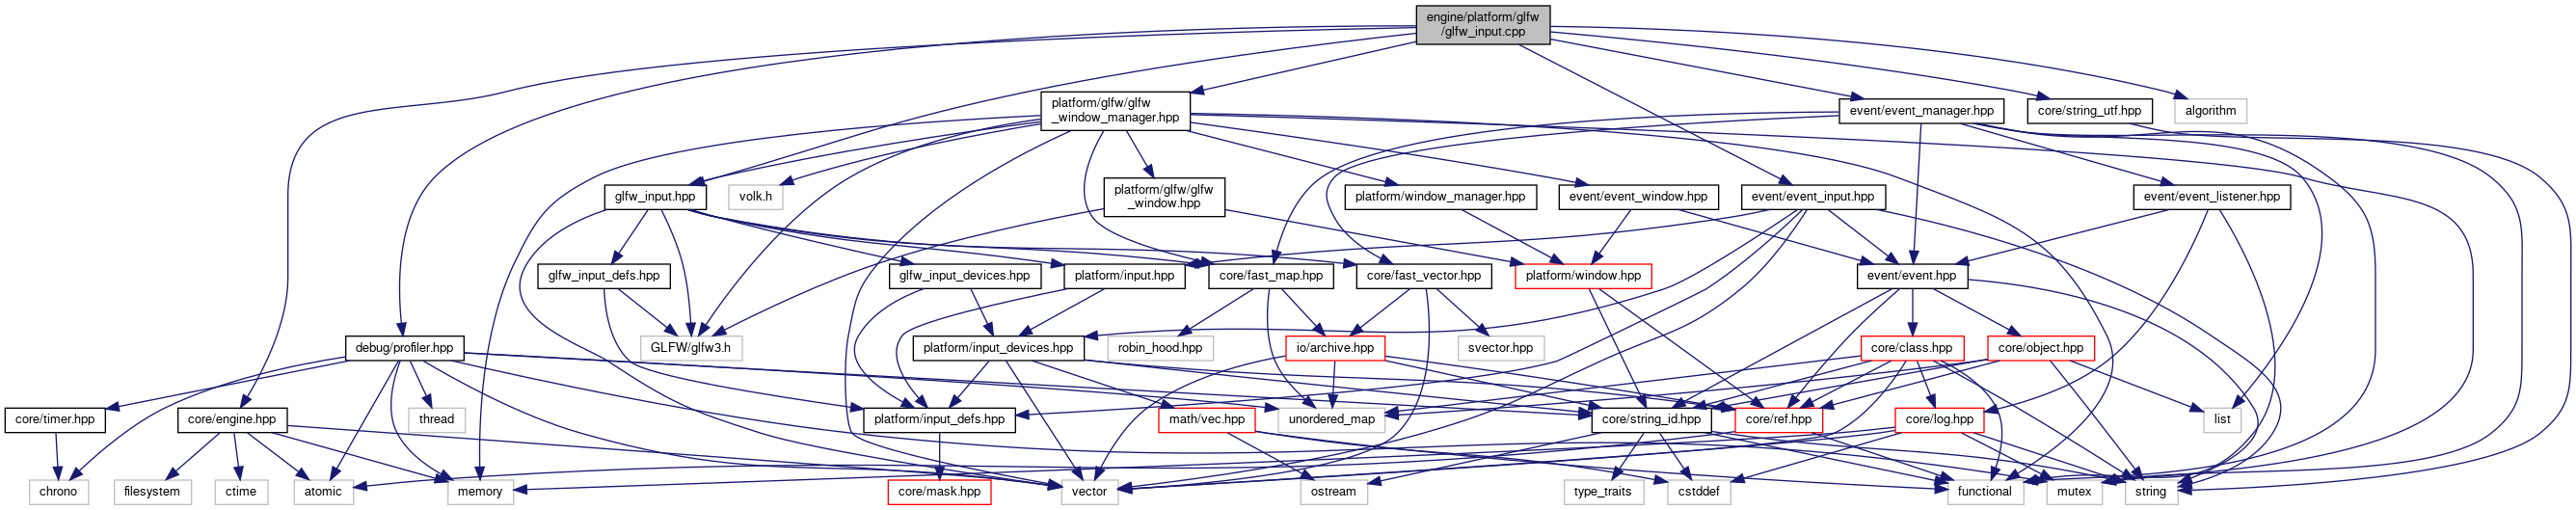 engine/platform/glfw
/glfw_input.cpp
platform/glfw/glfw
_window_manager.hpp
event/event_manager.hpp
core/string_utf.hpp
algorithm
glfw_input.hpp
volk.h
platform/glfw/glfw
_window.hpp
platform/window_manager.hpp
event/event_window.hpp
event/event_input.hpp
event/event_listener.hpp
glfw_input_defs.hpp
glfw_input_devices.hpp
platform/input.hpp
core/fast_map.hpp
core/fast_vector.hpp
platform/window.hpp
event/event.hpp
debug/profiler.hpp
GLFW/glfw3.h
platform/input_devices.hpp
robin_hood.hpp
io/archive.hpp
svector.hpp
core/class.hpp
core/object.hpp
core/timer.hpp
core/engine.hpp
thread
platform/input_defs.hpp
math/vec.hpp
unordered_map
core/string_id.hpp
core/ref.hpp
core/log.hpp
list
chrono
filesystem
ctime
atomic
memory
core/mask.hpp
vector
ostream
type_traits
cstddef
functional
mutex
string